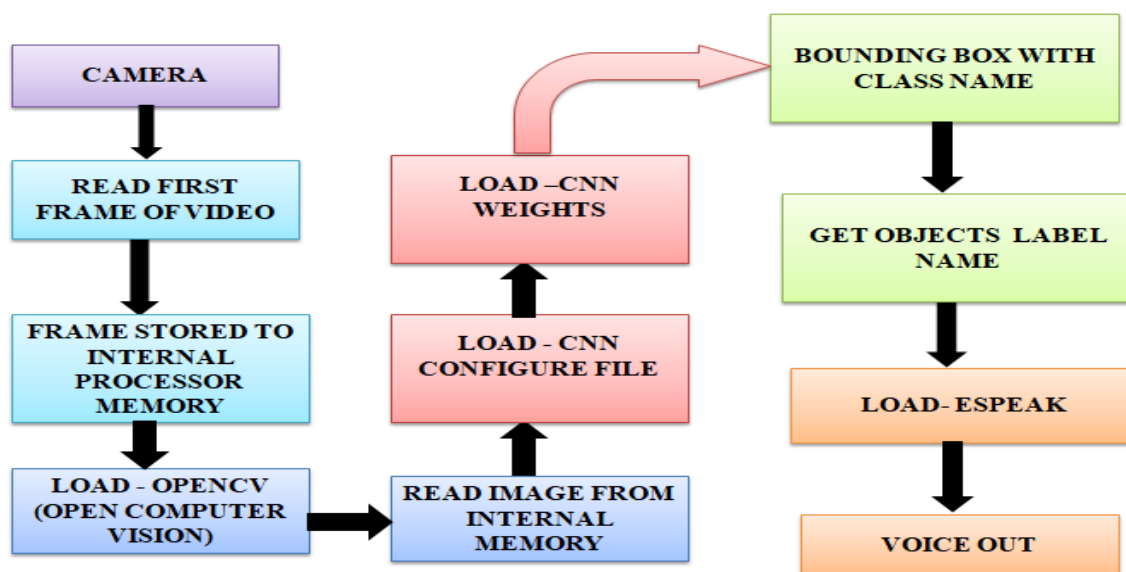 CAMERA
READ FIRST
FRAME OF VIDEO
FRAME STORED TO
INTERNAL
PROCESSOR
MEMORY
LOAD - OPENCV
(OPEN COMPUTER
VISION)
READ IMAGE FROM
INTERNAL
MEMORY
LOAD - CNN
CONFIGURE FILE
LOAD –CNN
WEIGHTS
BOUNDING BOX WITH
CLASS NAME
GET OBJECTS LABEL
NAME
LOAD- ESPEAK
VOICE OUT